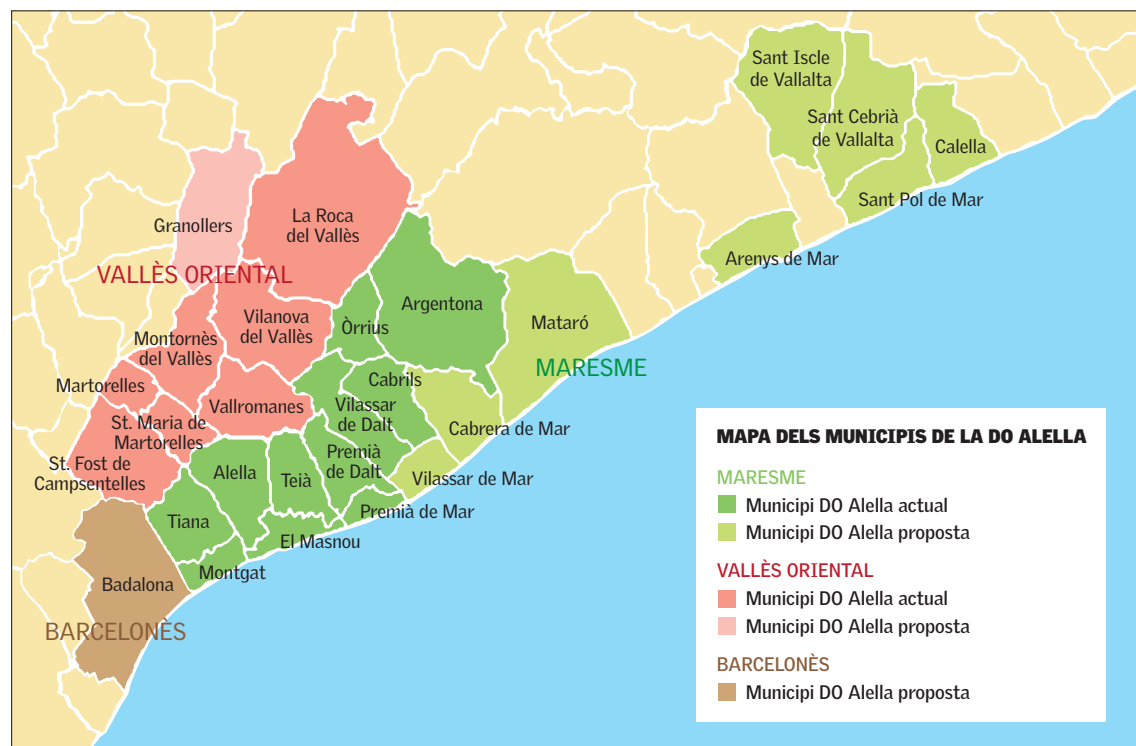 Sant Iscle
de Vallalta
Sant Cebrià
de Vallalta
Calella
Sant Pol de Mar
Arenys de Mar
Granollers
La Roca
del Vallès
VALLÈS ORIENTAL
Argentona
Mataró
Òrrius
Vilanova
del Vallès
Montornès
del Vallès
MARESME
Martorelles
Cabrils
Vallromanes
Vilassar
de Dalt
St. Maria de
Martorelles
Cabrera de Mar
St. Fost de
Campsentelles
Alella
Teià
Premià
de Dalt
Vilassar de Mar
Premià de Mar
Tiana
El Masnou
Montgat
Badalona
BARCELONÈS
MAPA DELS MUNICIPIS DE LA DO ALELLA
MARESME
Municipi DO Alella actual
Municipi DO Alella proposta
VALLÈS ORIENTAL
Municipi DO Alella actual
Municipi DO Alella proposta
BARCELONÈS
Municipi DO Alella proposta